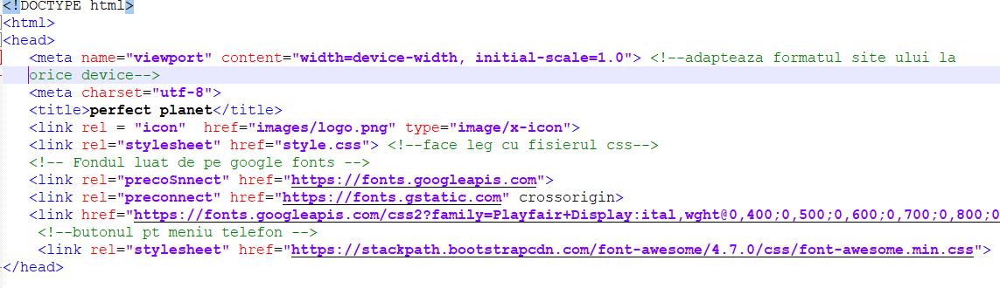 <!DOCTYPE html>
<html>
<head>
<meta name="viewport" content="width=device-width, initial-scale=1.0"> <!--adapteaza formatul site ului la
orice device-->
<meta charset="utf-8">
<title>perfect planet</title>
<link rel = "icon"  href="images/logo.png" type="image/x-icon">
<link rel="stylesheet" href="style.css"> <!--face leg cu fisierul css-->
<!-- Fondul luat de pe google fonts -->
<link rel="precoSnnect" href="https://fonts.googleapis.com">
<link rel="preconnect" href="https://fonts.gstatic.com" crossorigin>
<link href="https://fonts.googleapis.com/css2?family=Playfair+Display:ital,wght@0,400;0,500;0,600;0,700;0,800;0
<!--butonul pt meniu telefon -->
<link rel="stylesheet" href="https://stackpath.bootstrapcdn.com/font-awesome/4.7.0/css/font-awesome.min.css">
</head>